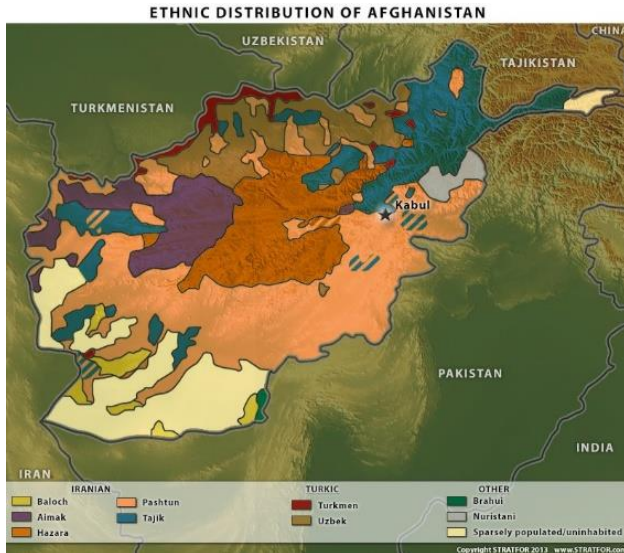 ETHNIC DISTRIBUTION OF AFGHANISTAN
CHINA
UZBEKISTAN
TAJIKISTAN
TURKMENISTAN
Kabul
PAKISTAN
INDIA
IRAN
IRANIAN
Baloch
Aimak
Hazara
Pashtun
Tajik
TURKIC
Turkmen
Uzbek
OTHER
Brahui
Nuristani
Sparsely populated/uninhabited
Copyright STRATFOR 2013 www.STRATFOR.com